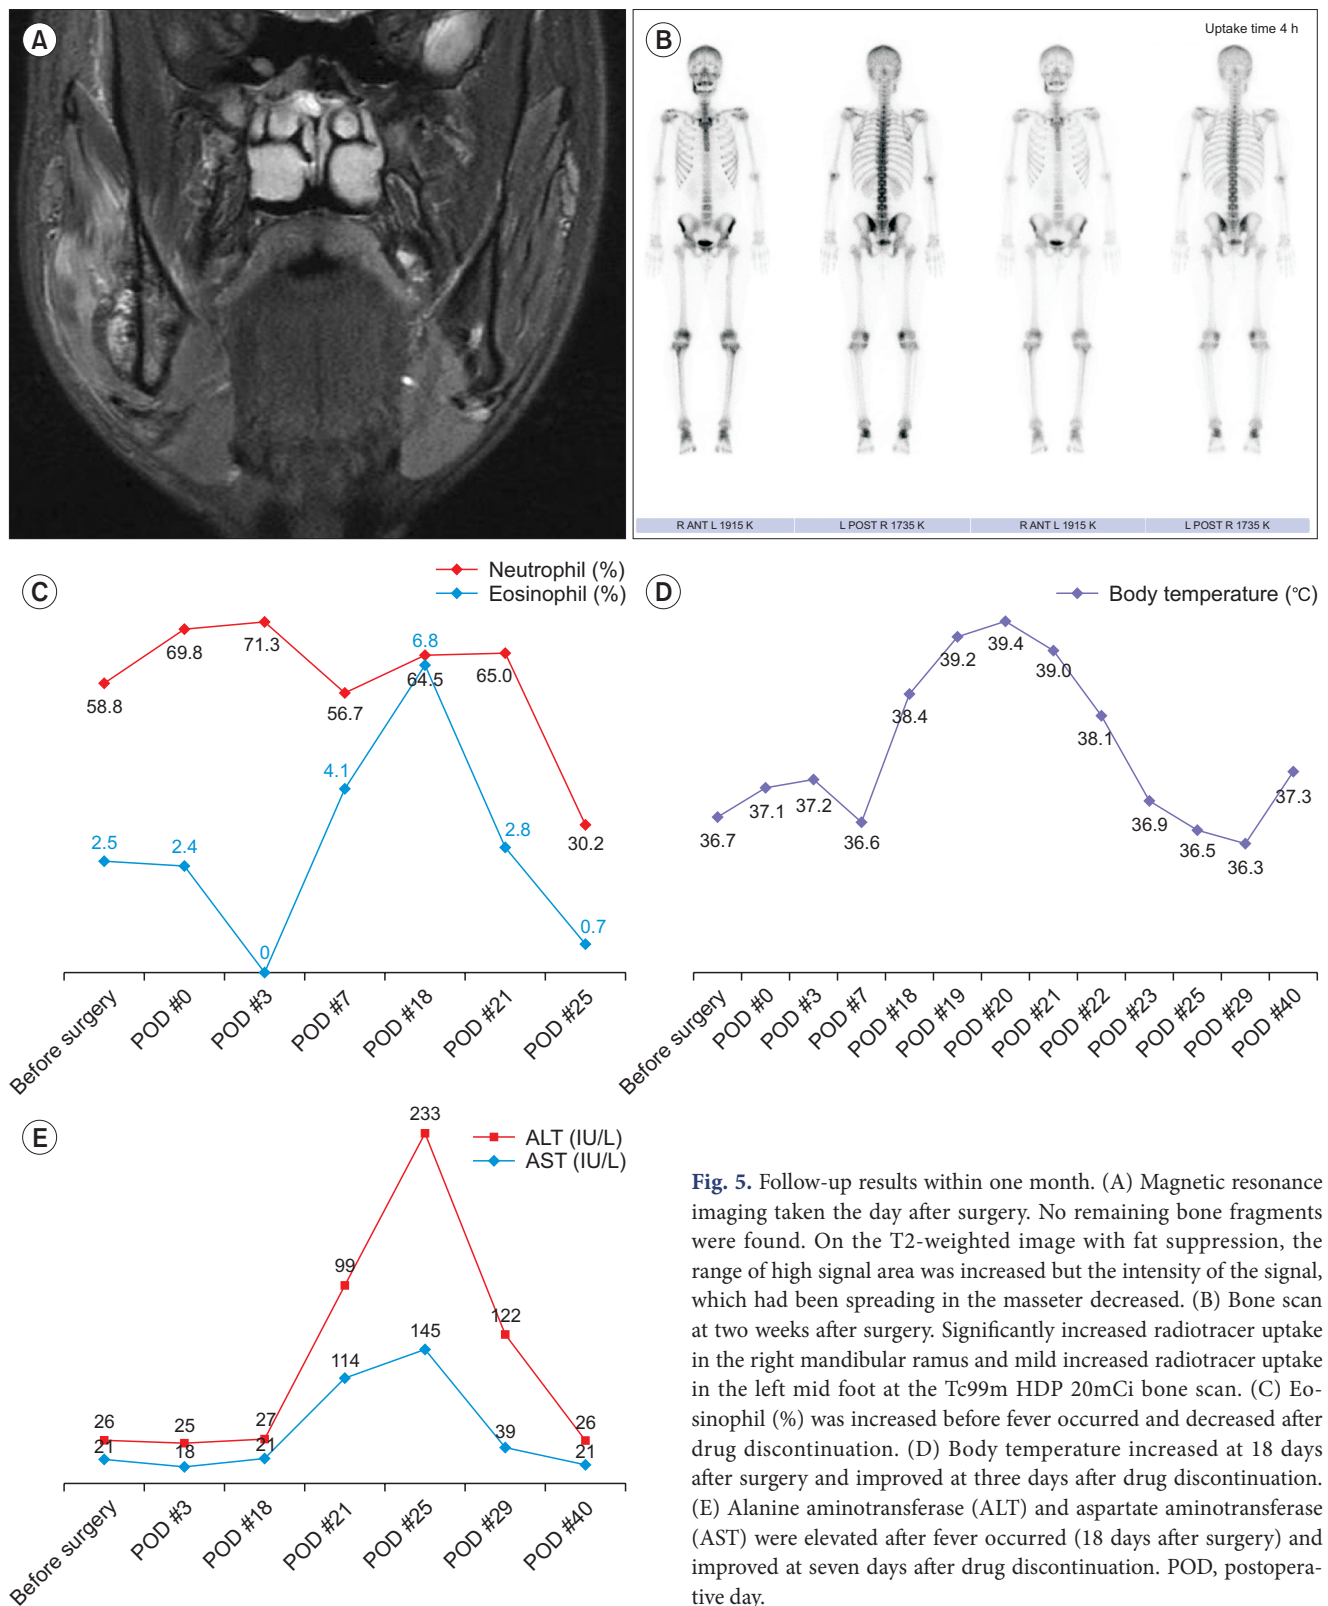 A
B
Uptake time 4 h
R ANT L 1915 K
L POST R 1735 K
R ANT L 1915 K
L POST R 1735 K
C
Neutrophil (%)
Eosinophil (%)
58.8
69.8
71.3
56.7
64.5
65.0
30.2
2.5
2.4
0
4.1
6.8
2.8
0.7
Before surgery
POD #0
POD #3
POD #7
POD #18
POD #21
POD #25
D
Body temperature (°C)
36.7
37.1
37.2
36.6
38.4
39.2
39.4
39.0
38.1
36.9
36.5
36.3
37.3
Before surgery
POD #0
POD #3
POD #7
POD #18
POD #19
POD #20
POD #21
POD #22
POD #23
POD #25
POD #29
POD #40
E
ALT (IU/L)
AST (IU/L)
26
25
27
99
233
122
26
21
18
21
114
145
39
21
Before surgery
POD #3
POD #18
POD #21
POD #25
POD #29
POD #40
Fig. 5. Follow-up results within one month. (A) Magnetic resonance
imaging taken the day after surgery. No remaining bone fragments
were found. On the T2-weighted image with fat suppression, the
range of high signal area was increased but the intensity of the signal,
which had been spreading in the masseter decreased. (B) Bone scan
at two weeks after surgery. Significantly increased radiotracer uptake
in the right mandibular ramus and mild increased radiotracer uptake
in the left mid foot at the Tc99m HDP 20mCi bone scan. (C) Eo-
sinophil (%) was increased before fever occurred and decreased after
drug discontinuation. (D) Body temperature increased at 18 days
after surgery and improved at three days after drug discontinuation.
(E) Alanine aminotransferase (ALT) and aspartate aminotransferase
(AST) were elevated after fever occurred (18 days after surgery) and
improved at seven days after drug discontinuation. POD, postopera-
tive day.